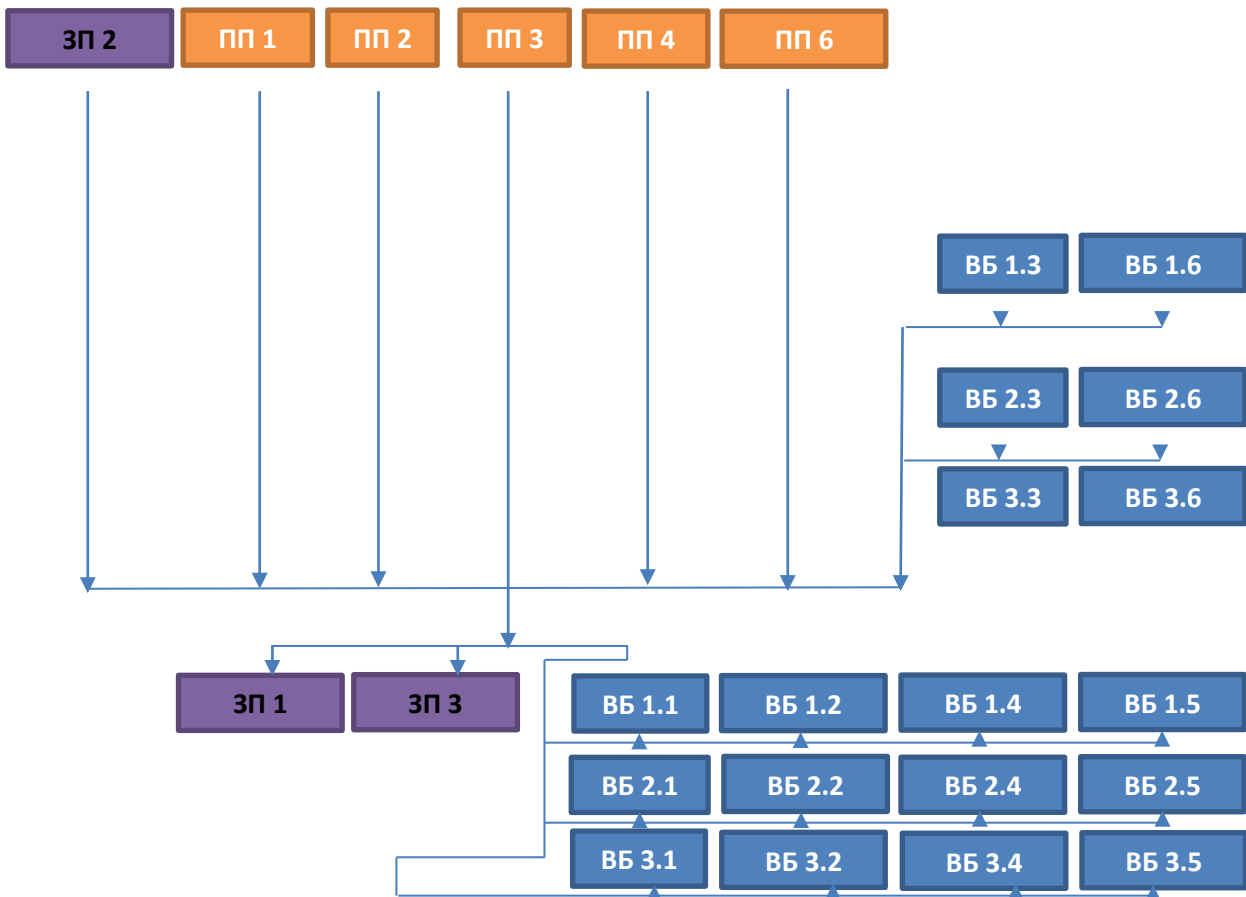 ЗП 2 ПП 1 ПП 2 ПП 3 ПП 4 ПП 6
ВБ 1.3 ВБ 1.6
ВБ 2.3 ВБ 2.6
ВБ 3.3 ВБ 3.6
ЗП 1 ЗП 3 ВБ 1.1 ВБ 1.2 ВБ 1.4 ВБ 1.5
ВБ 2.1 ВБ 2.2 ВБ 2.4 ВБ 2.5
ВБ 3.1 ВБ 3.2 ВБ 3.4 ВБ 3.5